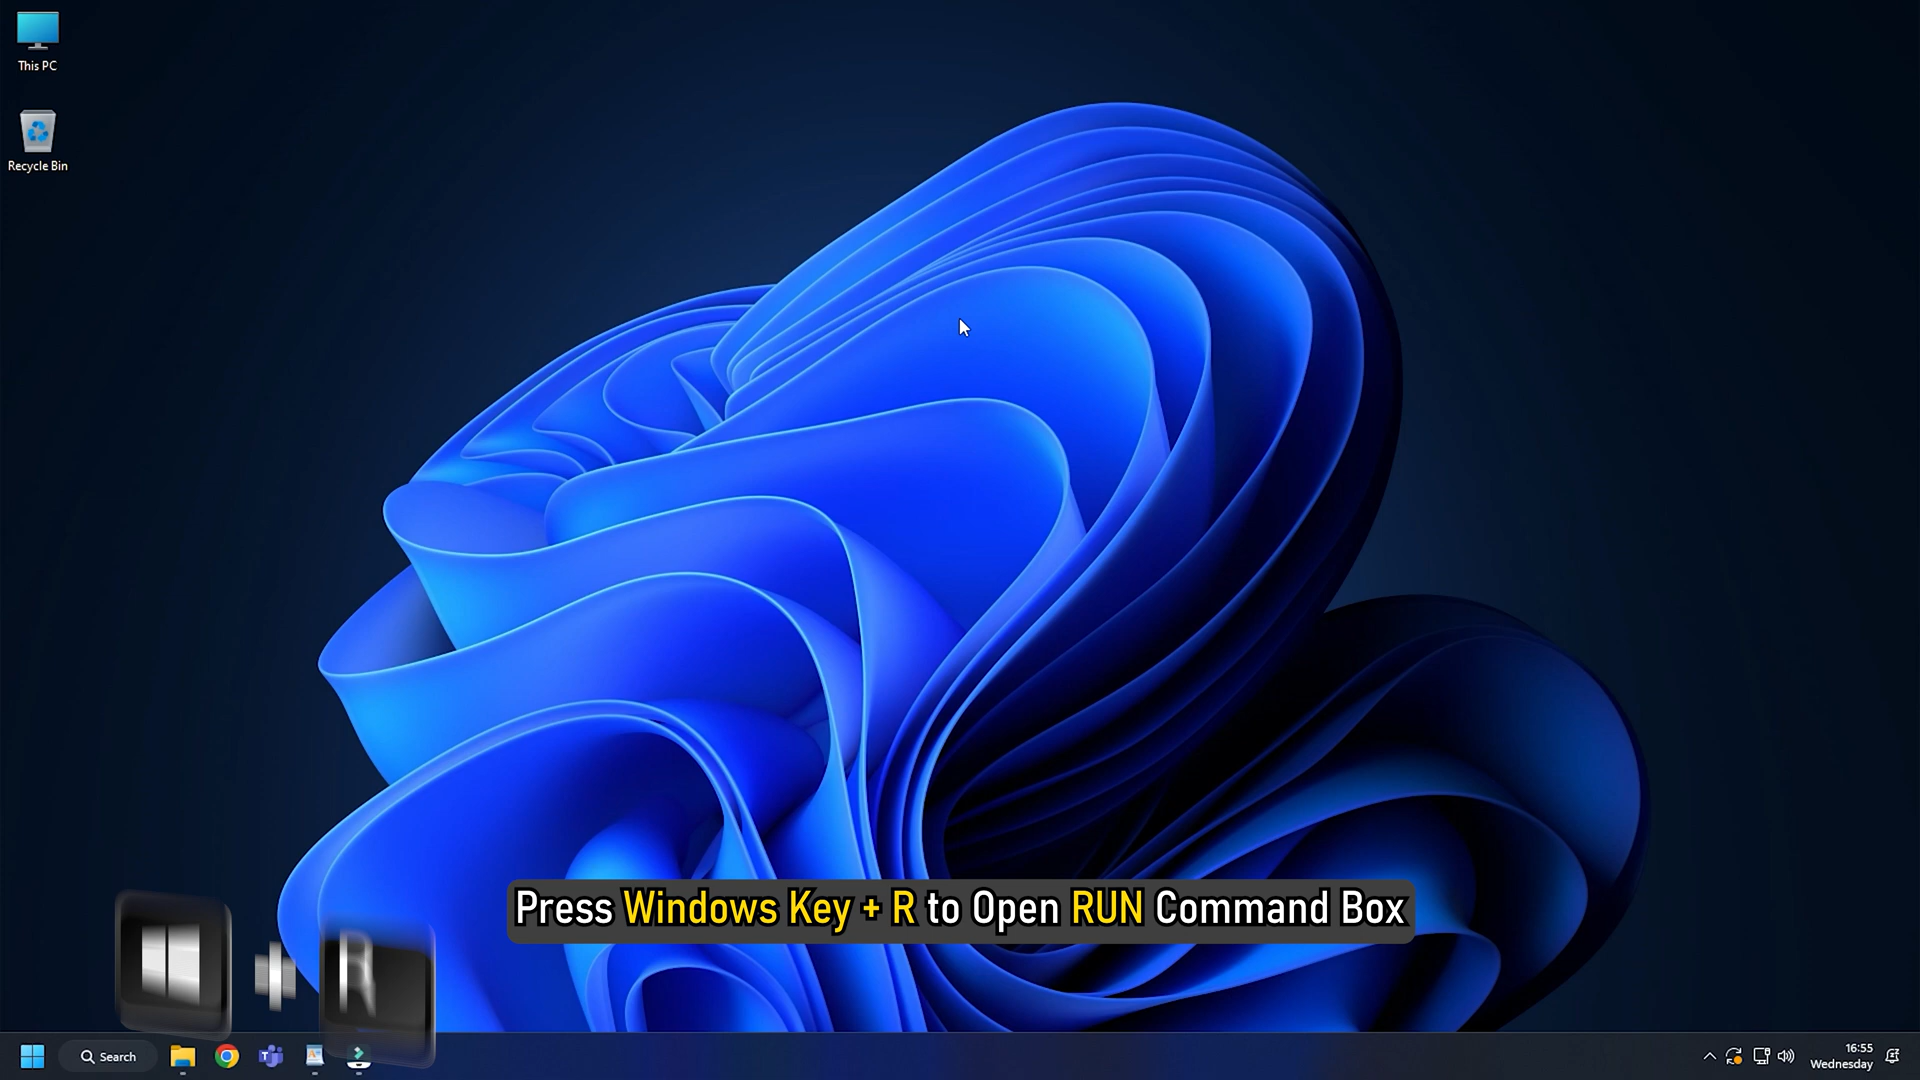 This PC
Recycle Bin
Press Windows Key + R to Open RUN Command Box
R
Search
16:55
Wednesday